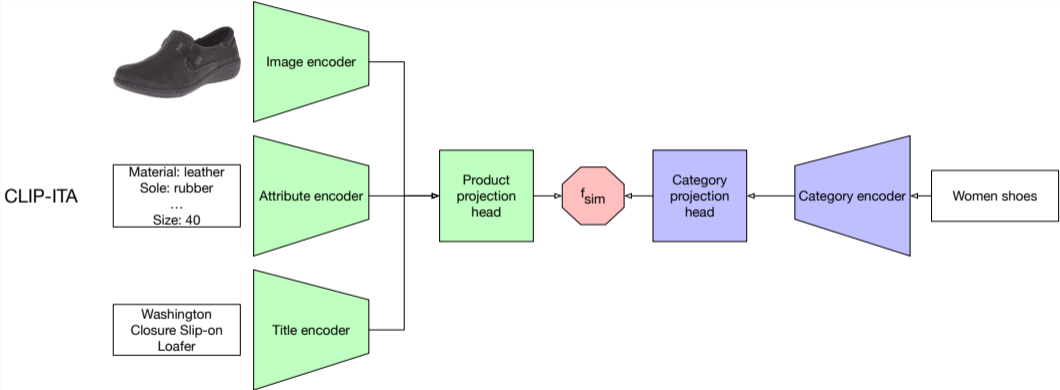 CLIP-ITA
Image encoder
Material: leather
Sole: rubber
...
Size: 40
Attribute encoder
Washington
Closure Slip-on
Loafer
Title encoder
Product
projection
head
f sim
Category
projection
head
Category encoder
Women shoes